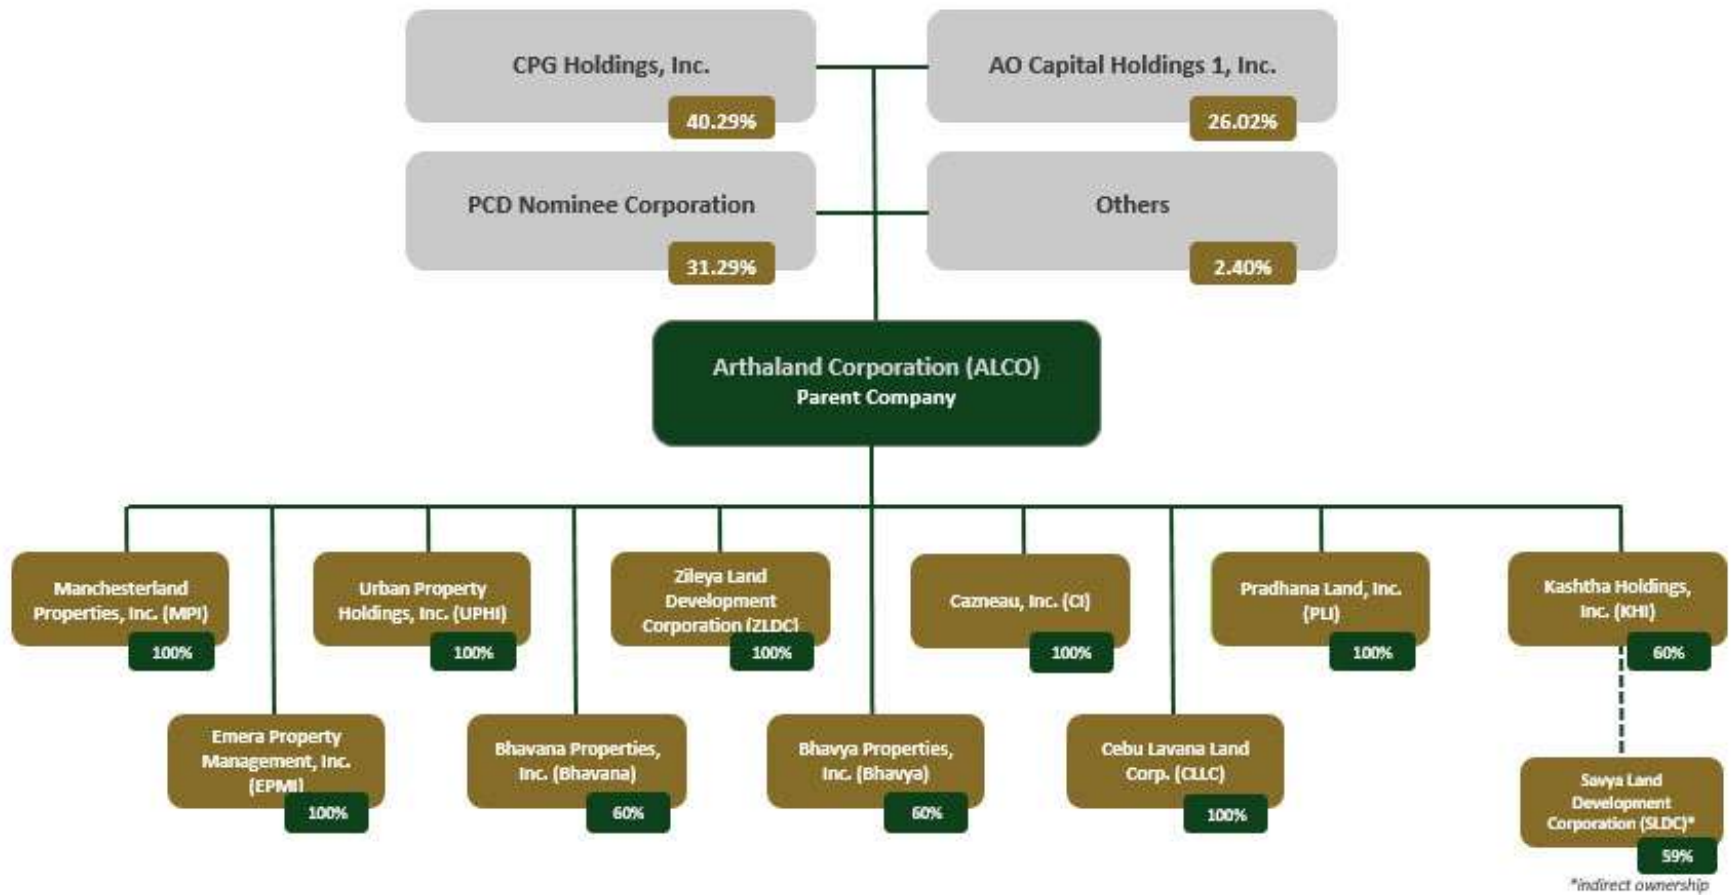 CPG Holdings, Inc.
40.29%
AO Capital Holdings 1, Inc.
26.02%
PCD Nominee Corporation
31.29%
Others
2.40%
Arthaland Corporation (ALCO)
Parent Company
Manchesterland
Properties, Inc. (MPI)
100%
Urban Property
Holdings, Inc. (UPHI)
100%
Zileya Land
Development
Corporation (ZLDC)
100%
Cazneau, Inc. (CI)
100%
Pradhana Land, Inc.
(PLI)
100%
Kashtha Holdings,
Inc. (KHI)
60%
Emera Property
Management, Inc.
(EPMI)
100%
Bhavana Properties,
Inc. (Bhavana)
60%
Bhavya Properties,
Inc. (Bhavya)
60%
Cebu Lavana Land
Corp. (CLLC)
100%
Savya Land
Development
Corporation (SLDC)*
59%
*indirect ownership